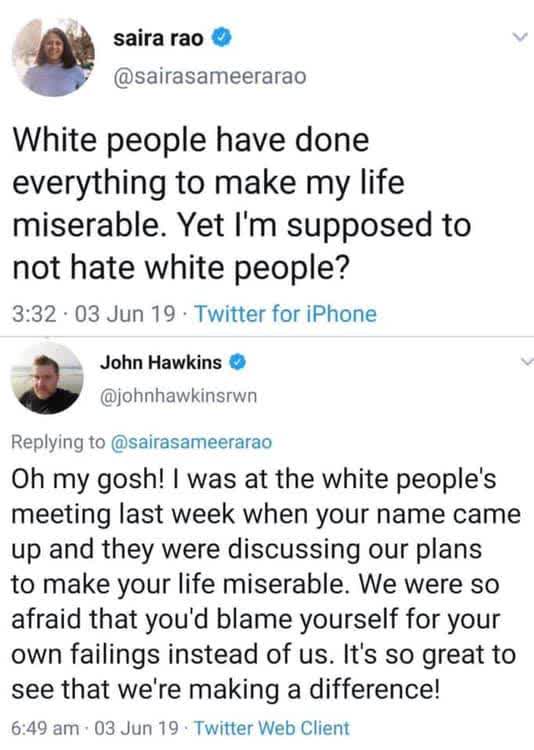 saira rao
@sairasameerarao
White people have done
everything to make my life
miserable. Yet I'm supposed to
not hate white people?
3:32 · 03 Jun 19 · Twitter for iPhone
John Hawkins
@johnhawkinsrwn
Replying to @sairasameerarao
Oh my gosh! I was at the white people's
meeting last week when your name came
up and they were discussing our plans
to make your life miserable. We were so
afraid that you'd blame yourself for your
own failings instead of us. It's so great to
see that we're making a difference!
6:49 am · 03 Jun 19 · Twitter Web Client